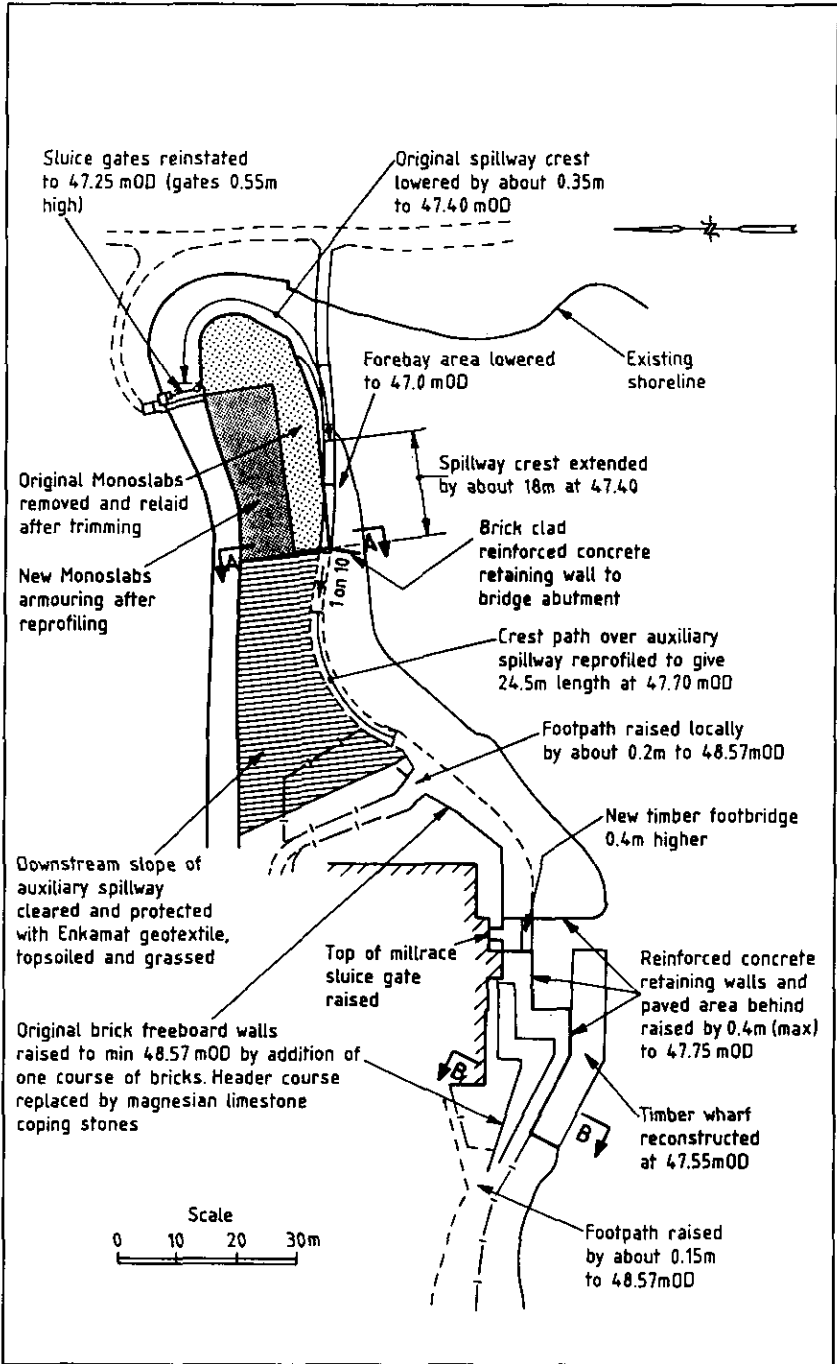 Sluice gates reinstated
to 47.25 mOD (gates 0.55m
high)
Original spillway crest
lowered by about 0.35m
to 47.40 mOD
Forebay area lowered
to 47.0 mOD
Existing
shoreline
Original Monoslabs
removed and relaid
after trimming
Spillway crest extended
by about 18m at 47.40
A
A
New Monoslabs
armouring after
reprofiling
Brick clad
reinforced concrete
retaining wall to
bridge abutment
1 on 10
Crest path over auxiliary
spillway reprofiled to give
24.5m length at 47.70 mOD
Footpath raised locally
by about 0.2m to 48.57mOD
New timber footbridge
0.4m higher
Downstream slope of
auxiliary spillway
cleared and protected
with Enkamat geotextile,
topsoiled and grassed
Top of millrace
sluice gate
raised
Reinforced concrete
retaining walls and
paved area behind
raised by 0.4m (max)
to 47.75 mOD
Original brick freeboard walls
raised to min 48.57 mOD by addition of
one course of bricks. Header course
replaced by magnesian limestone
coping stones
B
B
Timber wharf
reconstructed
at 47.55mOD
Scale
0 10 20 30m
Footpath raised
by about 0.15m
to 48.57mOD